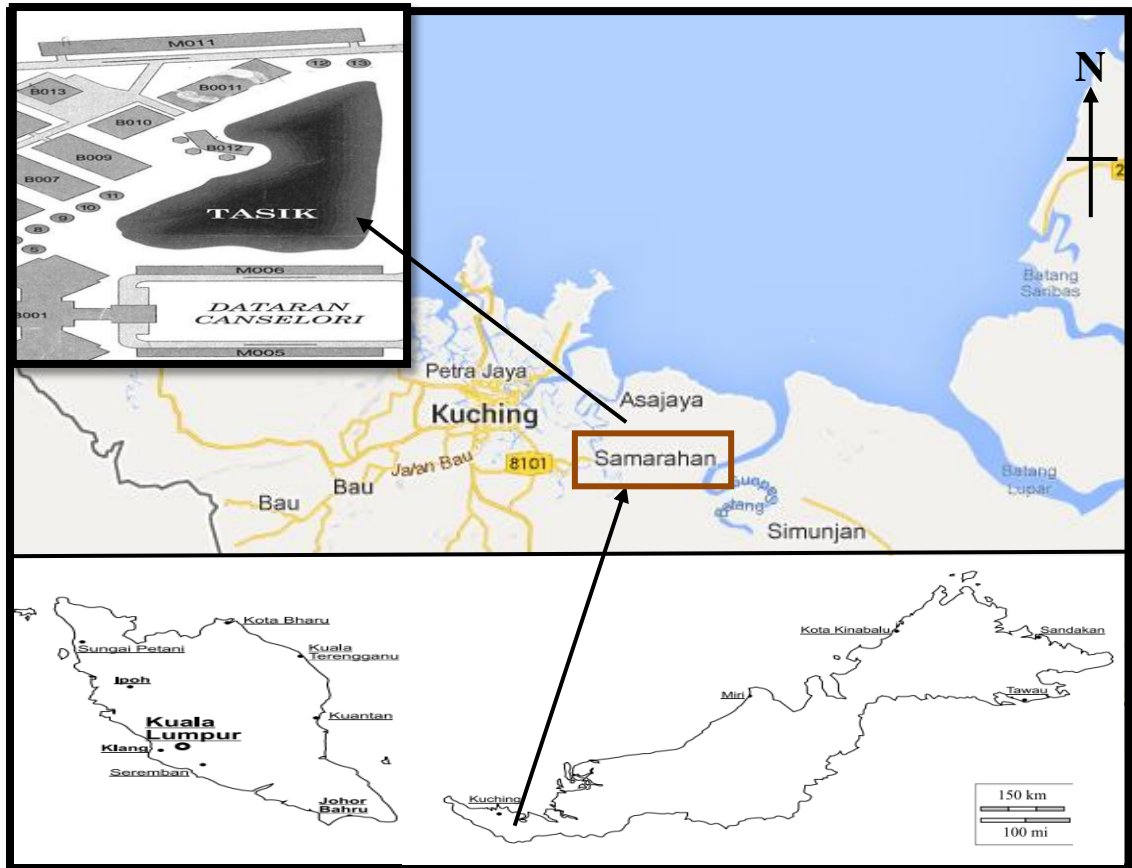 M011
12
13
B013
B0011
B010
B012
B009
B007
11
10
9
8
5
TASIK
M006
B001
DATARAN
CANSELORI
M005
N
2
Batang
Saribas
Petra Jaya
Kuching
Asajaya
Jalan Bau
8101
Samarahan
Bau
Bau
Batang
Simunjan
Batang
Lupar
Kota Bharu
Sungai Petani
Kuala
Terengganu
Ipoh
Kuala
Lumpur
Kuantan
Klang
Seremban
Johor
Bahru
Kota Kinabalu
Sandakan
Miri
Tawau
Kuching
150 km
100 mi